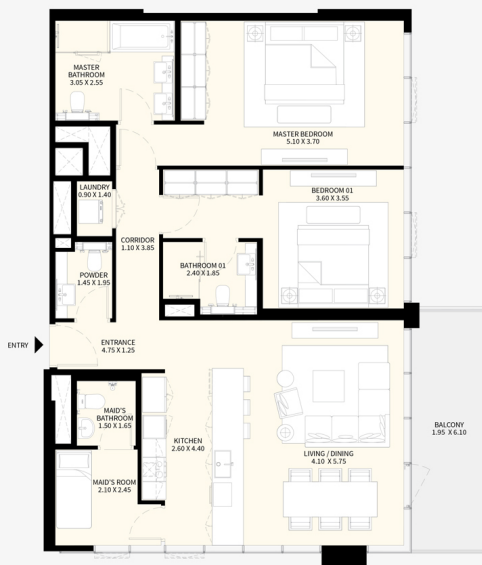 MASTER
BATHROOM
3.05 X 2.55
MASTER BEDROOM
5.10 X 3.70
LAUNDRY
0.90 X 1.40
BEDROOM 01
3.60 X 3.55
CORRIDOR
1.10 X 3.85
BATHROOM 01
2.40 X 1.85
POWDER
1.45 X 1.95
ENTRY
ENTRANCE
4.75 X 1.25
MAID'S
BATHROOM
1.50 X 1.65
KITCHEN
2.60 X 4.40
BALCONY
1.95 X 6.10
LIVING / DINING
4.10 X 5.75
MAID'S ROOM
2.10 X 2.45